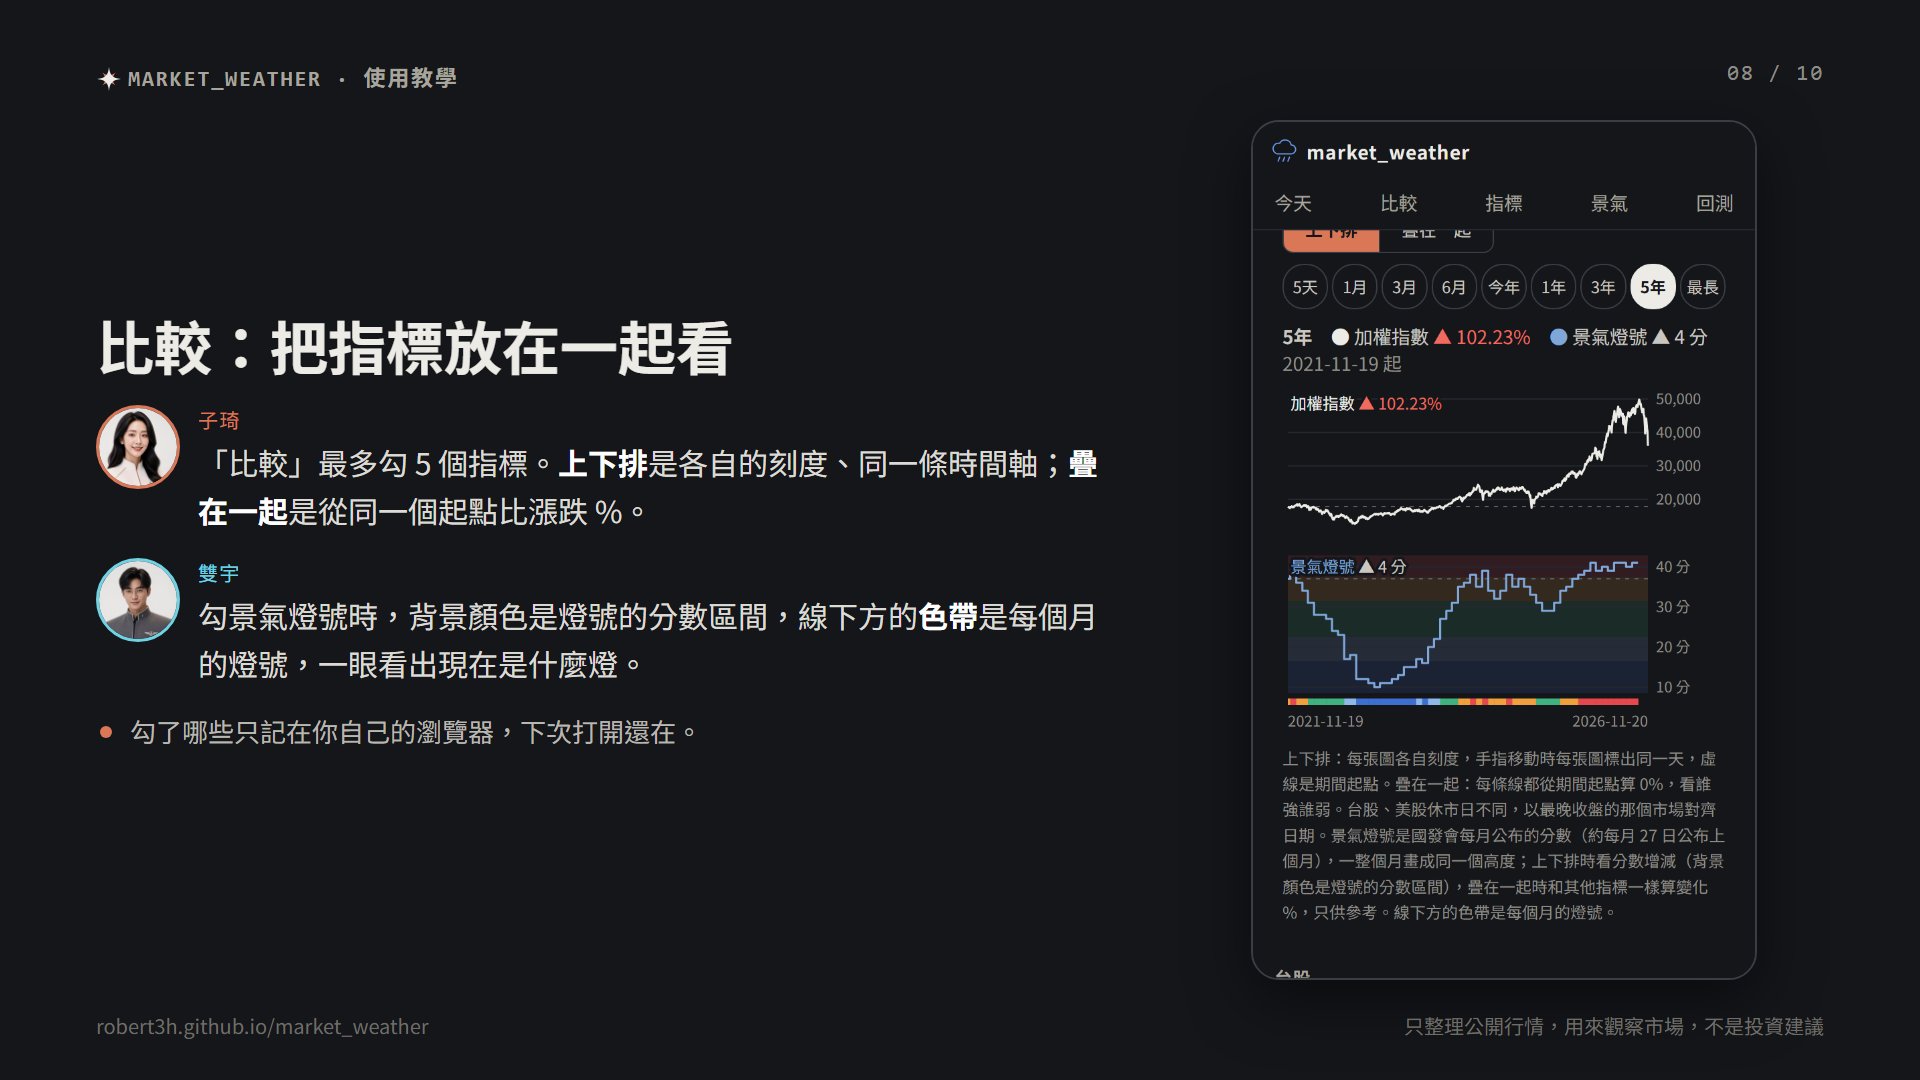 MARKET_WEATHER · 使用教學
08 / 10
比較：把指標放在一起看
子琦
「比較」最多勾 5 個指標。上下排是各自的刻度、同一條時間軸；疊
在一起是從同一個起點比漲跌 %。
雙宇
勾景氣燈號時，背景顏色是燈號的分數區間，線下方的色帶是每個月
的燈號，一眼看出現在是什麼燈。
勾了哪些只記在你自己的瀏覽器，下次打開還在。
market_weather
今天 比較 指標 景氣 回測
上下排 疊在一起
5天 1月 3月 6月 今年 1年 3年 5年 最長
5年 加權指數 ▲ 102.23% 景氣燈號 ▲ 4 分
2021-11-19 起
加權指數 ▲ 102.23%
50,000
40,000
30,000
20,000
景氣燈號 ▲ 4 分
40 分
30 分
20 分
10 分
2021-11-19 2026-11-20
上下排：每張圖各自刻度，手指移動時每張圖標出同一天，虛
線是期間起點。疊在一起：每條線都從期間起點算 0%，看誰
強誰弱。台股、美股休市日不同，以最晚收盤的那個市場對齊
日期。景氣燈號是國發會每月公布的分數（約每月 27 日公布上
個月），一整個月畫成同一個高度；上下排時看分數增減（背景
顏色是燈號的分數區間），疊在一起時和其他指標一樣算變化
%，只供參考。線下方的色帶是每個月的燈號。
台股
robert3h.github.io/market_weather
只整理公開行情，用來觀察市場，不是投資建議